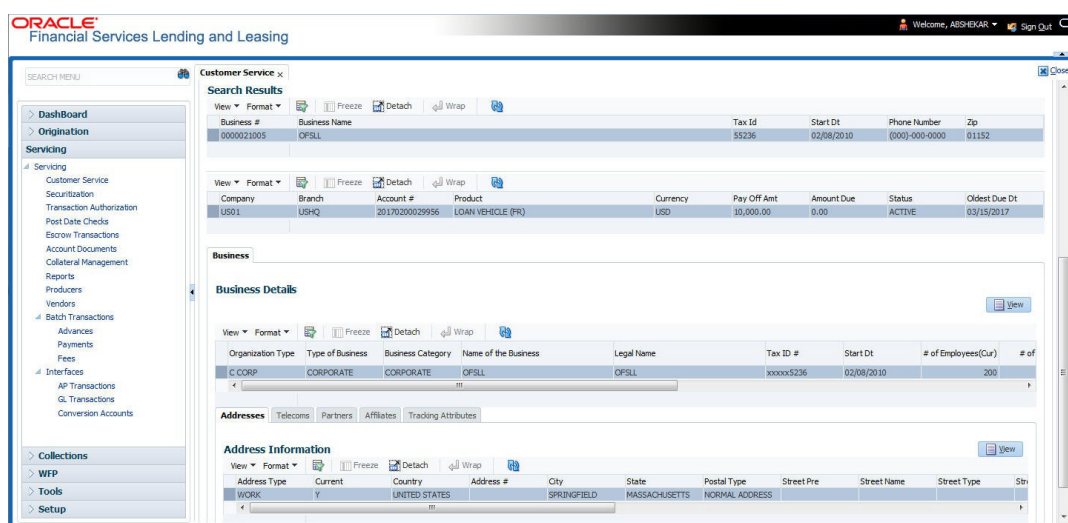 ORACLE
Financial Services Lending and Leasing
Welcome, ABSHEKAR
Sign Out
SEARCH MENU
DashBoard
Origination
Servicing
Servicing
Customer Service
Securitization
Transaction Authorization
Post Date Checks
Escrow Transactions
Account Documents
Collateral Management
Reports
Producers
Vendors
Batch Transactions
Advances
Payments
Fees
Interfaces
AP Transactions
GL Transactions
Conversion Accounts
Collections
WFP
Tools
Setup
Customer Service x
Close
Search Results
View Format Freeze Detach Wrap
Business # Business Name Tax Id Start Dt Phone Number Zip
0000021005 OFSLL 55236 02/08/2010 (000)-000-0000 01152
View Format Freeze Detach Wrap
Company Branch Account # Product Currency Pay Off Amt Amount Due Status Oldest Due Dt
US01 USHQ 20170200029956 LOAN VEHICLE (FR) USD 10,000.00 0.00 ACTIVE 03/15/2017
Business
Business Details
View
View Format Freeze Detach Wrap
Organization Type Type of Business Business Category Name of the Business Legal Name Tax ID # Start Dt # of Employees(Cur) # of
C CORP CORPORATE CORPORATE OFSLL OFSLL xxxxx5236 02/08/2010 200
Addresses Telecoms Partners Affiliates Tracking Attributes
Address Information
View
View Format Freeze Detach Wrap
Address Type Current Country Address # City State Postal Type Street Pre Street Name Street Type Str
WORK Y UNITED STATES SPRINGFIELD MASSACHUSETTS NORMAL ADDRESS